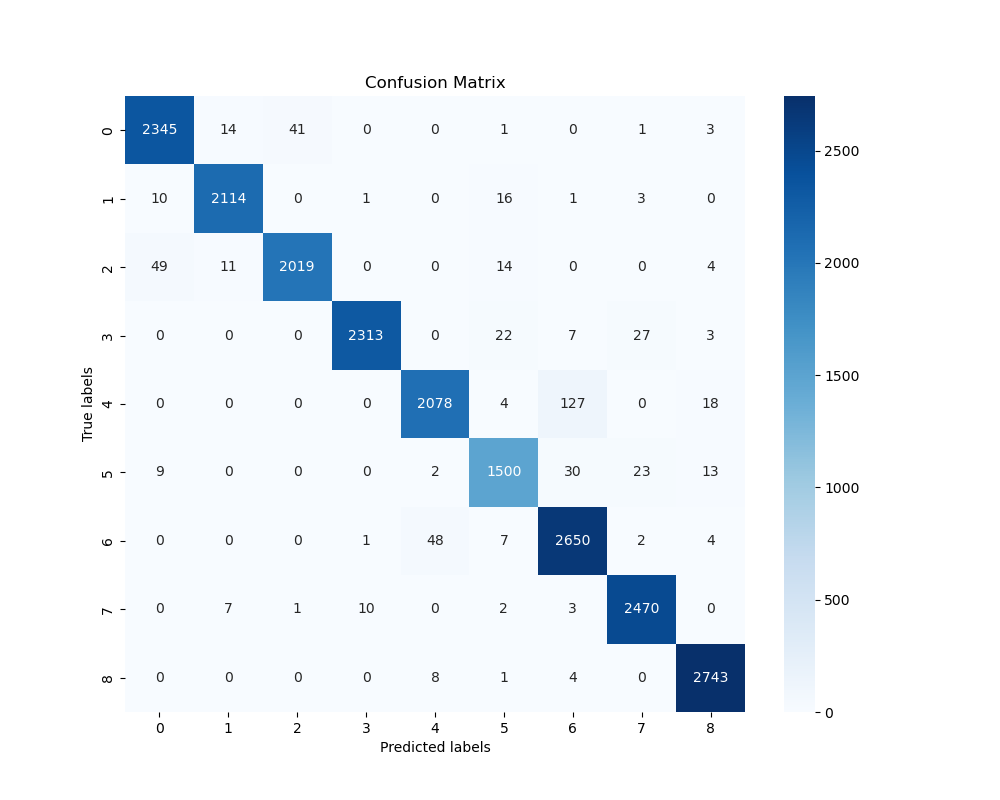 Confusion Matrix
0 2345 14 41 0 0 1 0 1 3
1 10 2114 0 1 0 16 1 3 0
2 49 11 2019 0 0 14 0 0 4
3 0 0 0 2313 0 22 7 27 3
4 0 0 0 0 2078 4 127 0 18
5 9 0 0 0 2 1500 30 23 13
6 0 0 0 1 48 7 2650 2 4
7 0 7 1 10 0 2 3 2470 0
8 0 0 0 0 8 1 4 0 2743
0 1 2 3 4 5 6 7 8
Predicted labels
True labels
2500
2000
1500
1000
500
0